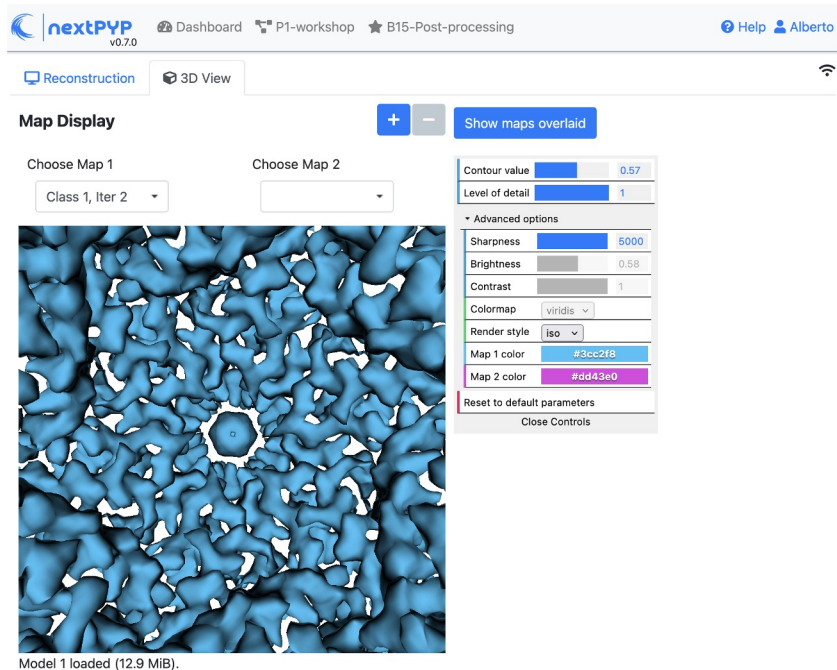 nextPYP v0.7.0 Dashboard P1-workshop B15-Post-processing Help Alberto
Reconstruction 3D View
Map Display + − Show maps overlaid
Choose Map 1 Choose Map 2
Class 1, Iter 2
Contour value 0.57
Level of detail 1
Advanced options
Sharpness 5000
Brightness 0.58
Contrast 1
Colormap viridis
Render style iso
Map 1 color #3cc2f8
Map 2 color #dd43e0
Reset to default parameters
Close Controls
Model 1 loaded (12.9 MiB).